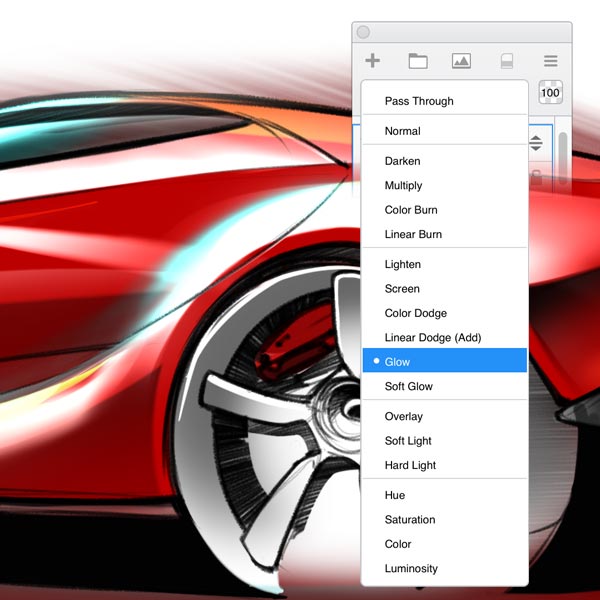 100
Pass Through
Normal
Darken
Multiply
Color Burn
Linear Burn
Lighten
Screen
Color Dodge
Linear Dodge (Add)
Glow
Soft Glow
Overlay
Soft Light
Hard Light
Hue
Saturation
Color
Luminosity